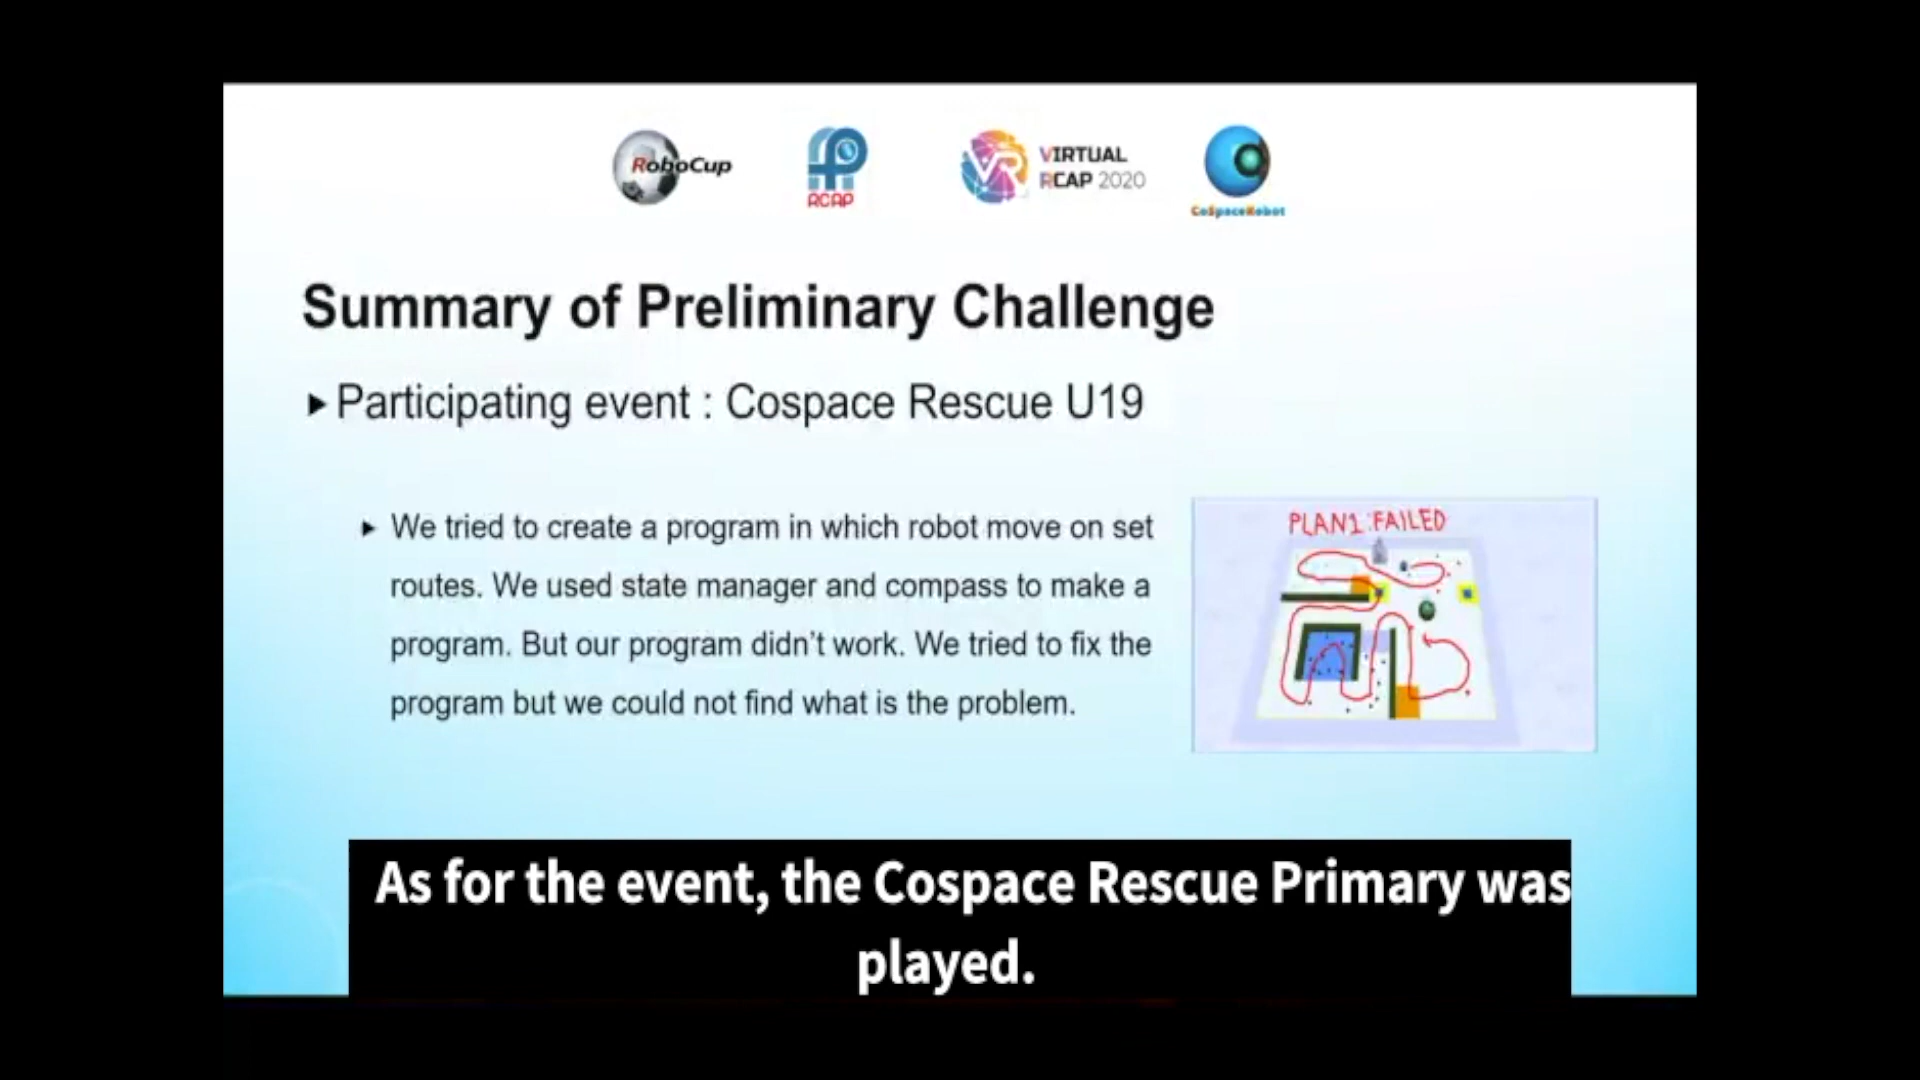 RoboCup
RCAP
VIRTUAL
RCAP 2020
CoSpaceRobot
Summary of Preliminary Challenge
Participating event : Cospace Rescue U19
We tried to create a program in which robot move on set
routes. We used state manager and compass to make a
program. But our program didn't work. We tried to fix the
program but we could not find what is the problem.
PLAN1:FAILED
As for the event, the Cospace Rescue Primary was
played.